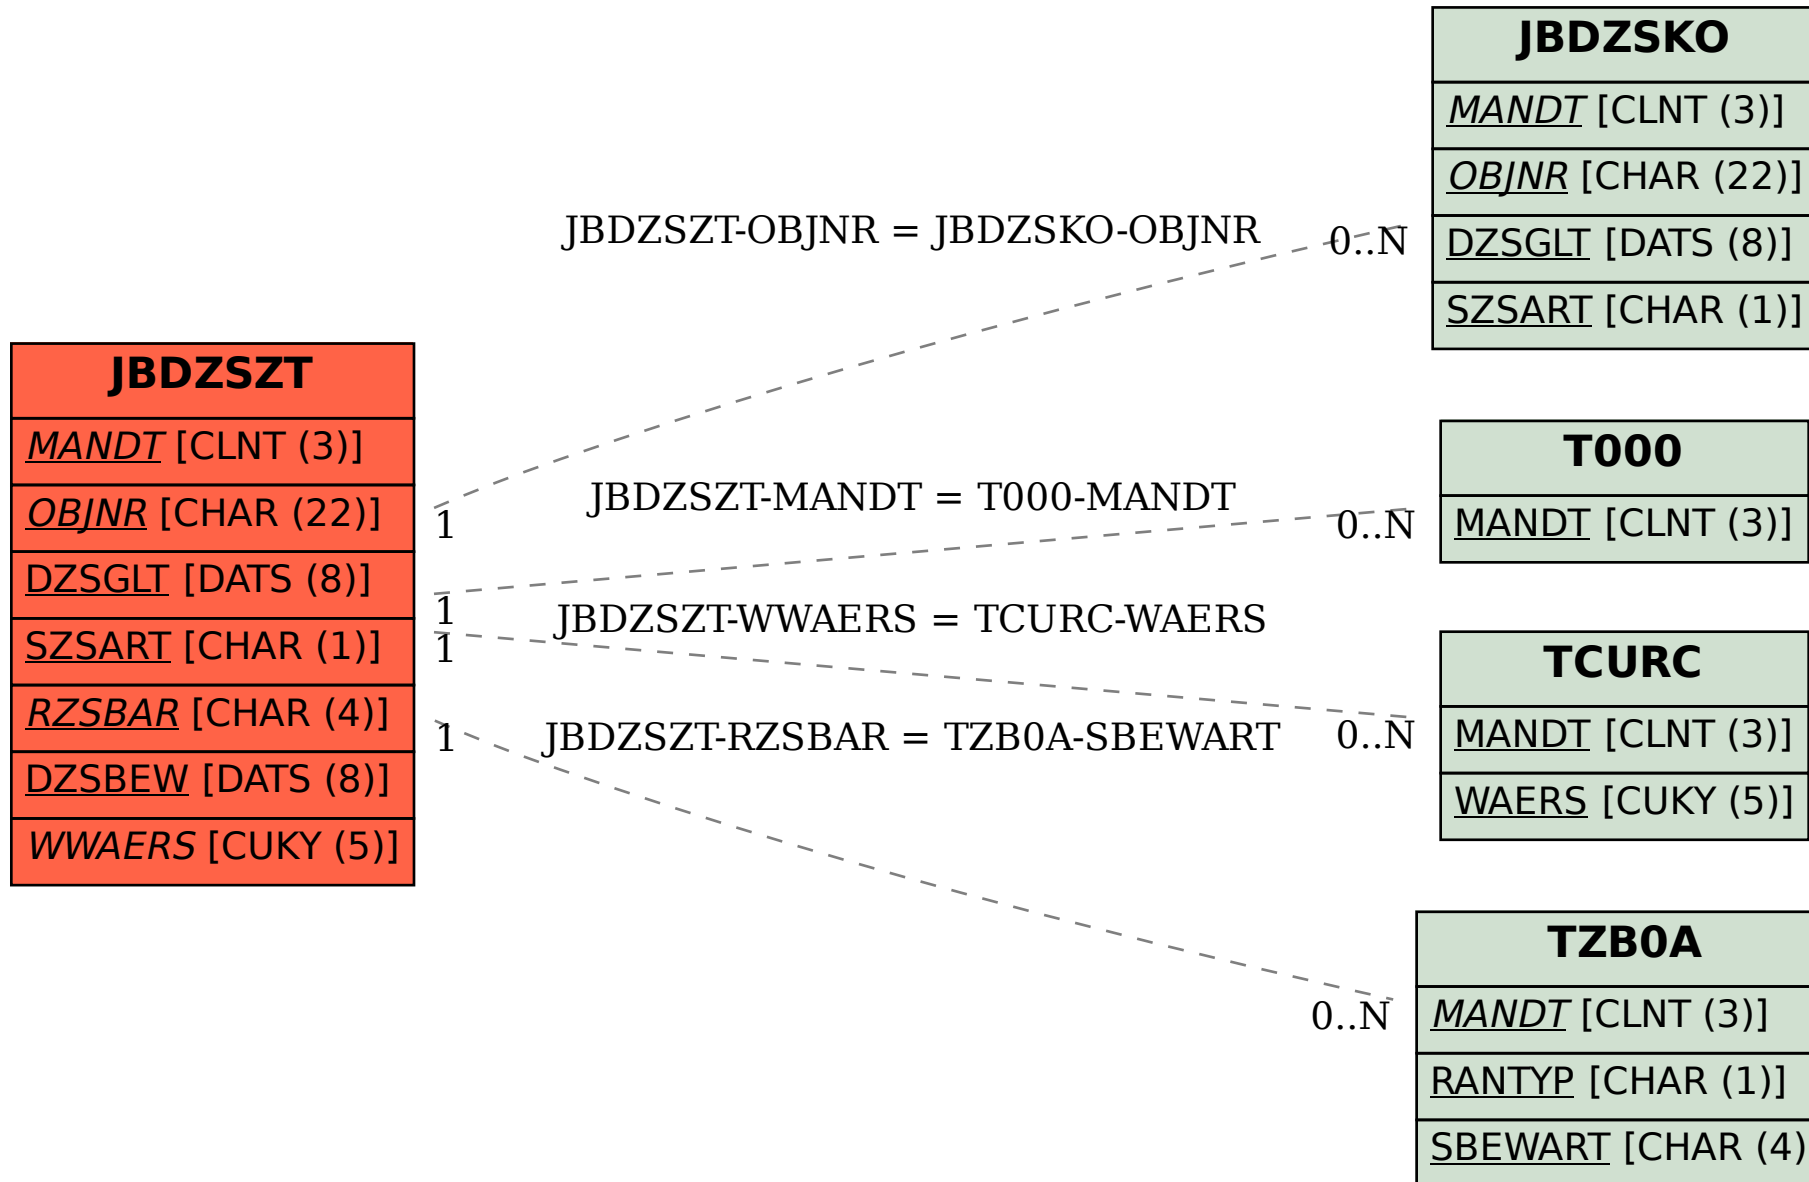 JBDZSKO
MANDT [CLNT (3)]
OBJNR [CHAR (22)]
DZSGLT [DATS (8)]
SZSART [CHAR (1)]
JBDZSZT-OBJNR = JBDZSKO-OBJNR
0..N
1
JBDZSZT
MANDT [CLNT (3)]
OBJNR [CHAR (22)]
DZSGLT [DATS (8)]
SZSART [CHAR (1)]
RZSBAR [CHAR (4)]
DZSBEW [DATS (8)]
WWAERS [CUKY (5)]
JBDZSZT-MANDT = T000-MANDT
0..N
1
T000
MANDT [CLNT (3)]
JBDZSZT-WWAERS = TCURC-WAERS
1
0..N
TCURC
MANDT [CLNT (3)]
WAERS [CUKY (5)]
JBDZSZT-RZSBAR = TZB0A-SBEWART
1
0..N
TZB0A
MANDT [CLNT (3)]
RANTYP [CHAR (1)]
SBEWART [CHAR (4)